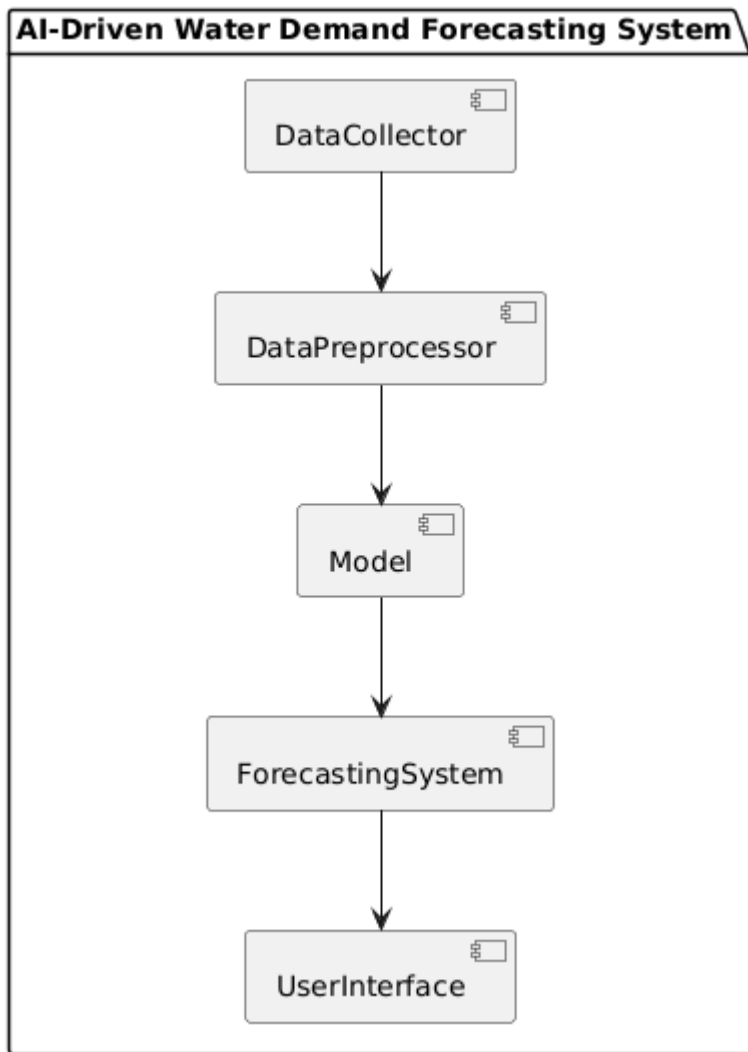 AI-Driven Water Demand Forecasting System
DataCollector
DataPreprocessor
Model
ForecastingSystem
UserInterface